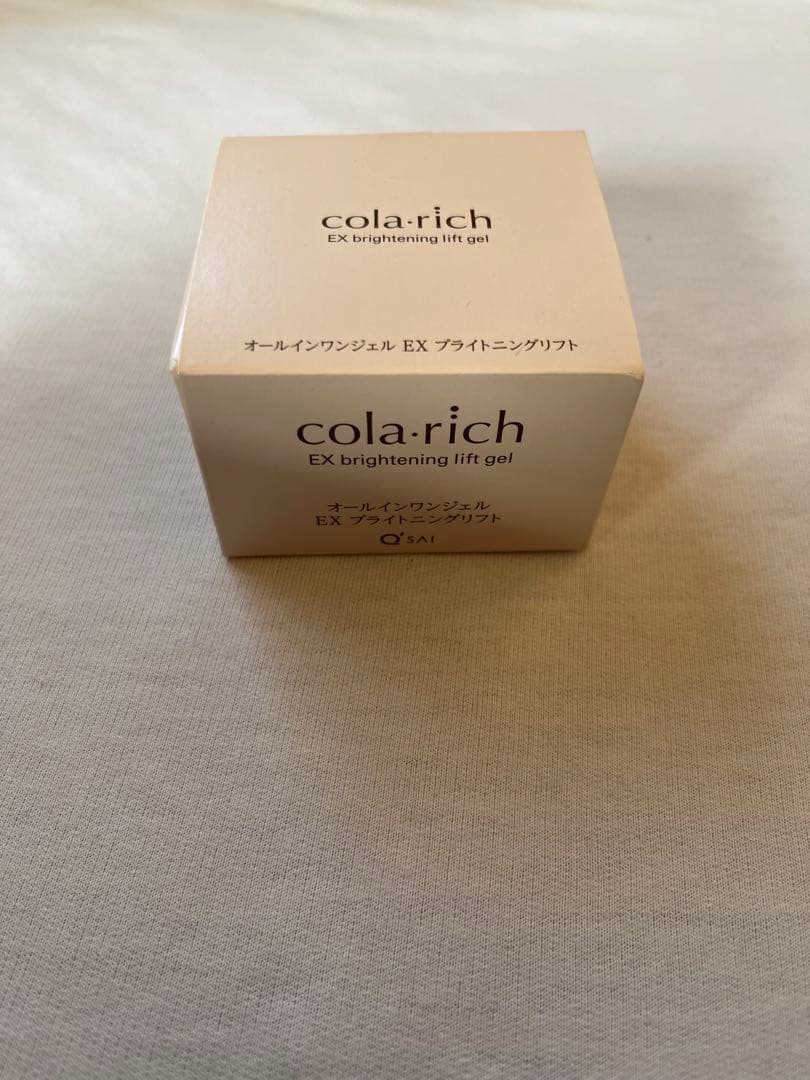 cola·rich
EX brightening lift gel
オールインワンジェル EX ブライトニングリフト
cola·rich
EX brightening lift gel
オールインワンジェル
EX ブライトニングリフト
Q'SAI